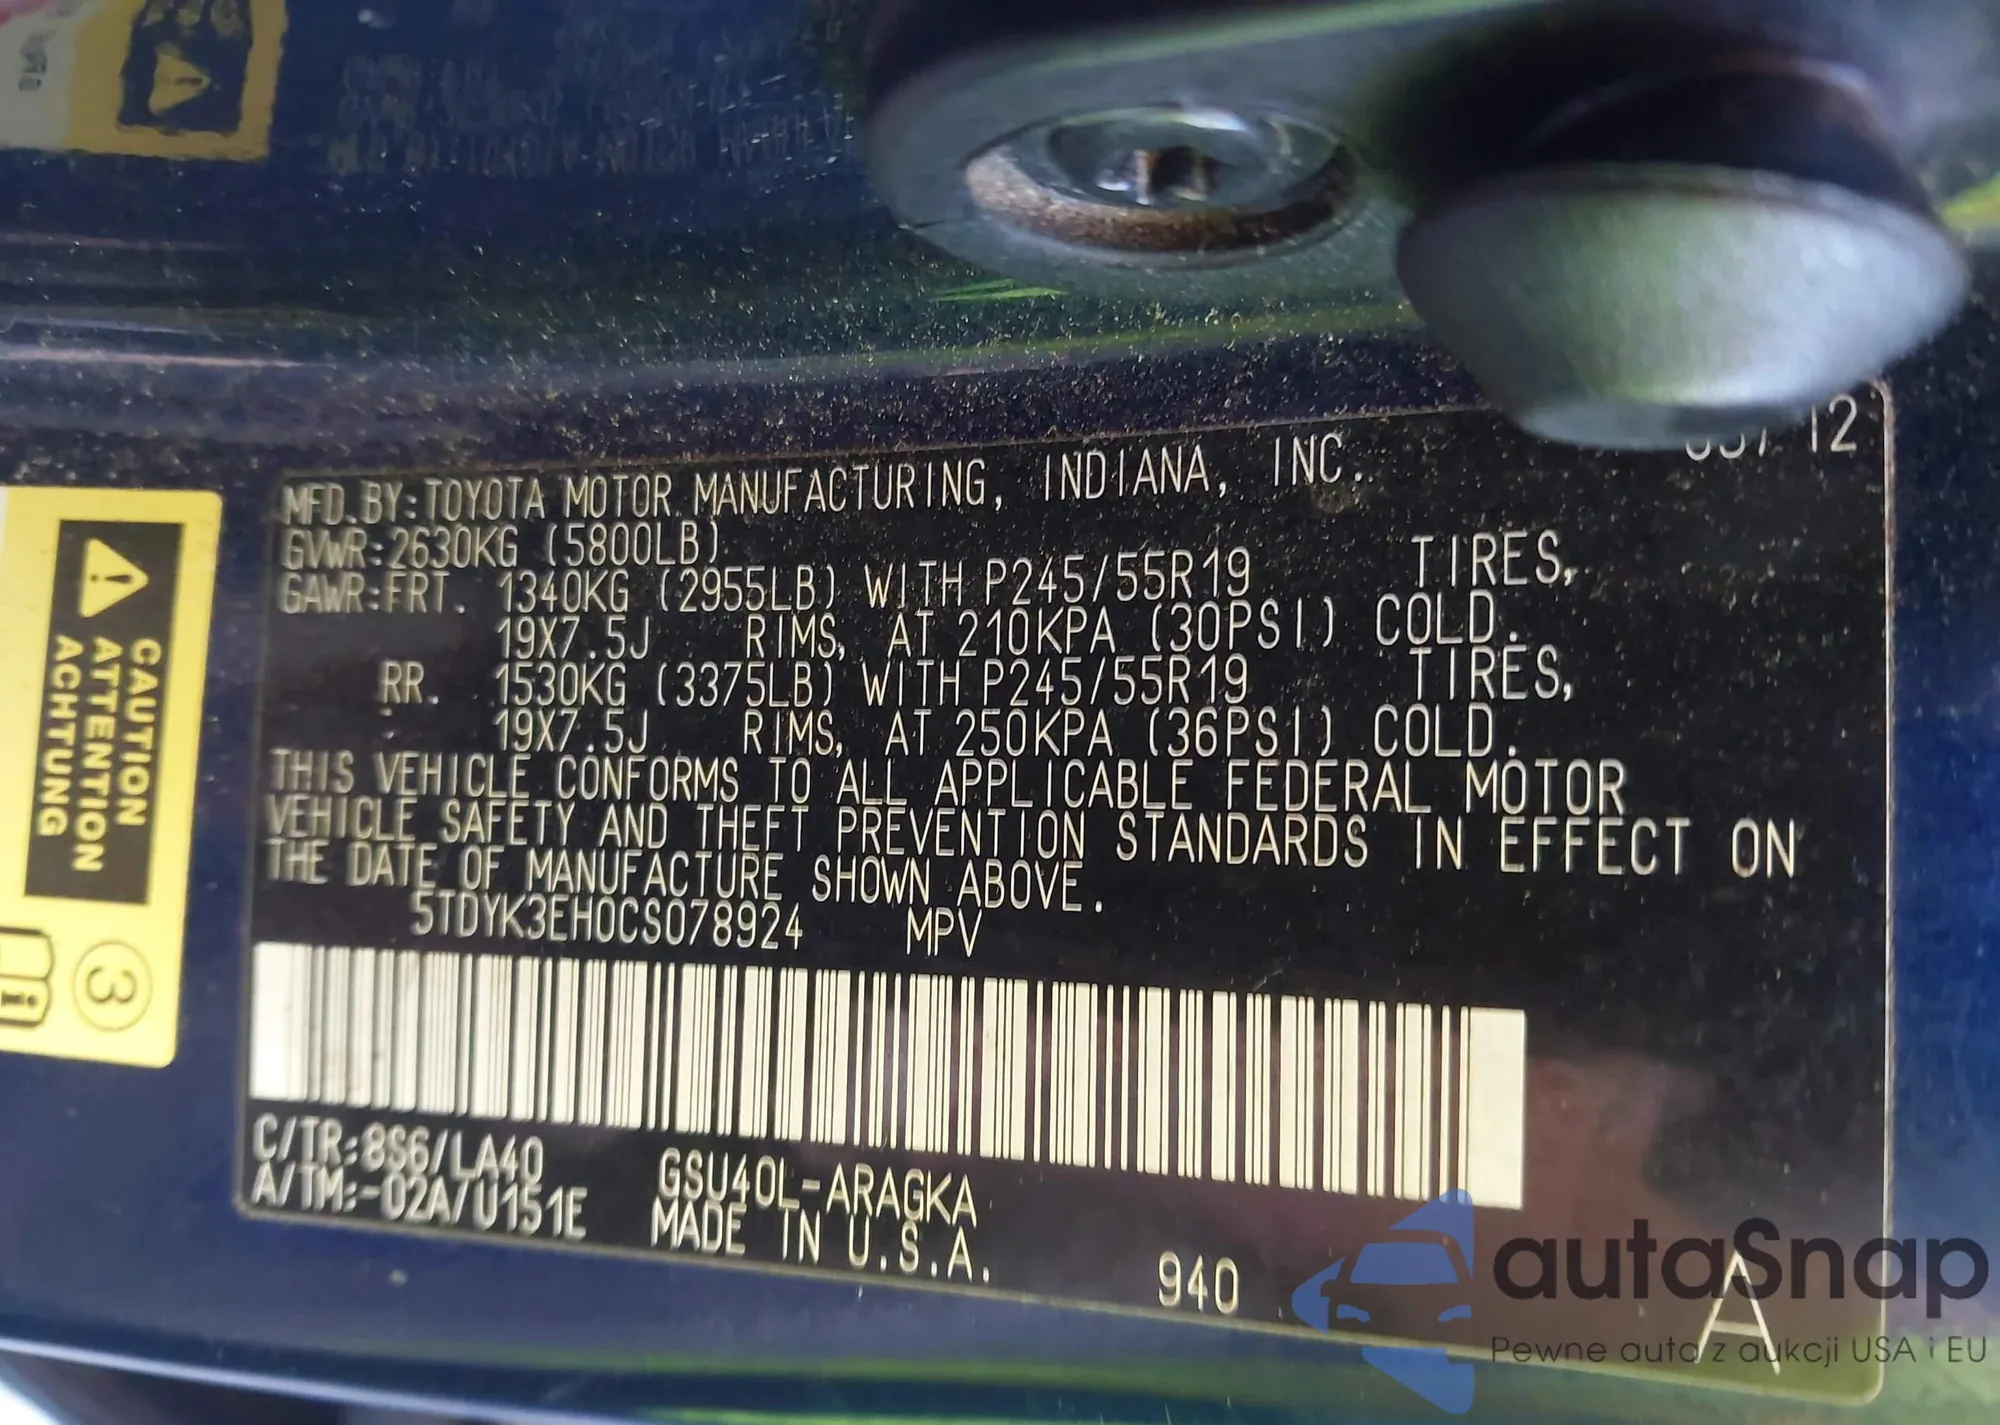 12
MFD. BY: TOYOTA MOTOR MANUFACTURING, INDIANA, INC.
GVWR: 2630KG (5800LB)
GAWR: FRT. 1340KG (2955LB) WITH P245/55R19 TIRES,
19X7.5J RIMS, AT 210KPA (30PSI) COLD.
RR. 1530KG (3375LB) WITH P245/55R19 TIRES,
19X7.5J RIMS, AT 250KPA (36PSI) COLD.
THIS VEHICLE CONFORMS TO ALL APPLICABLE FEDERAL MOTOR
VEHICLE SAFETY AND THEFT PREVENTION STANDARDS IN EFFECT ON
THE DATE OF MANUFACTURE SHOWN ABOVE.
5TDYK3EH0CS078924 MPV
C/TR:8S6/LA40 GSU40L-ARAGKA
A/TM:-02A/U151E MADE IN U.S.A.
940 A
CAUTION
ATTENTION
ACHTUNG
3
autaSnap
Pewne auta z aukcji USA i EU